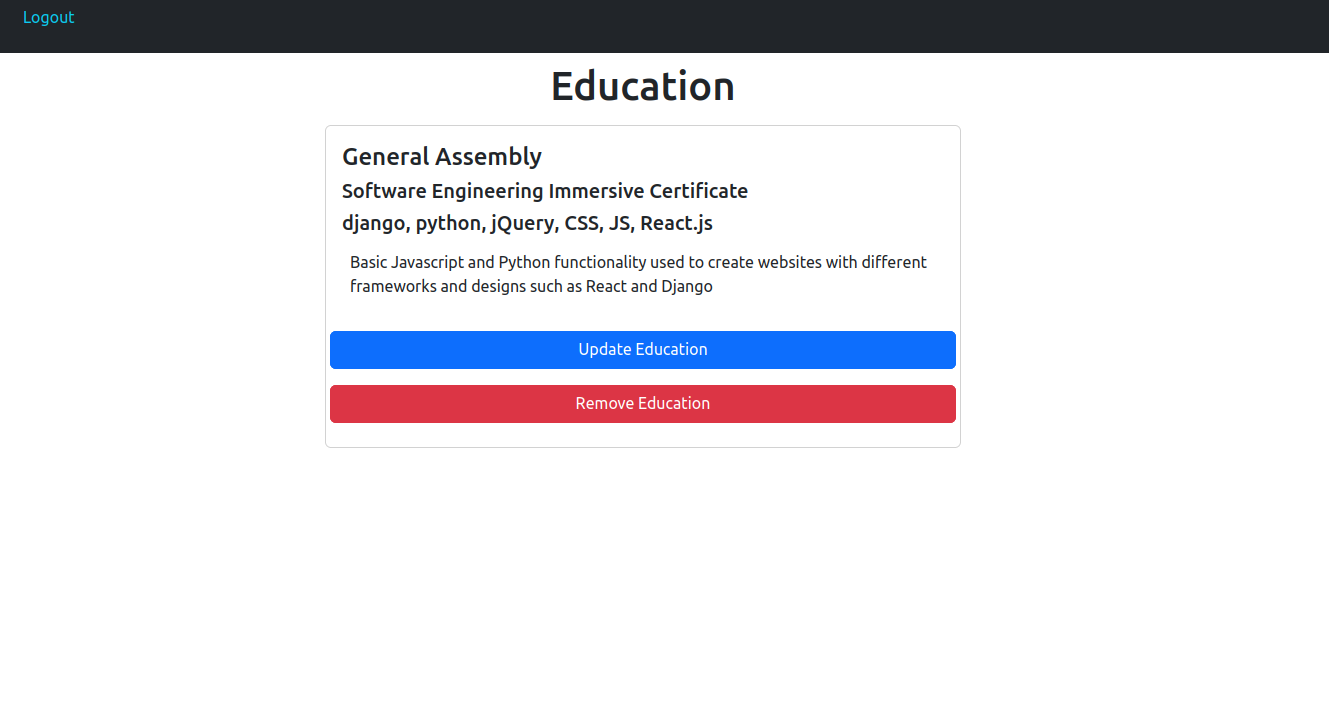 Logout
Education
General Assembly
Software Engineering Immersive Certificate
django, python, jQuery, CSS, JS, React.js
Basic Javascript and Python functionality used to create websites with different
frameworks and designs such as React and Django
Update Education
Remove Education